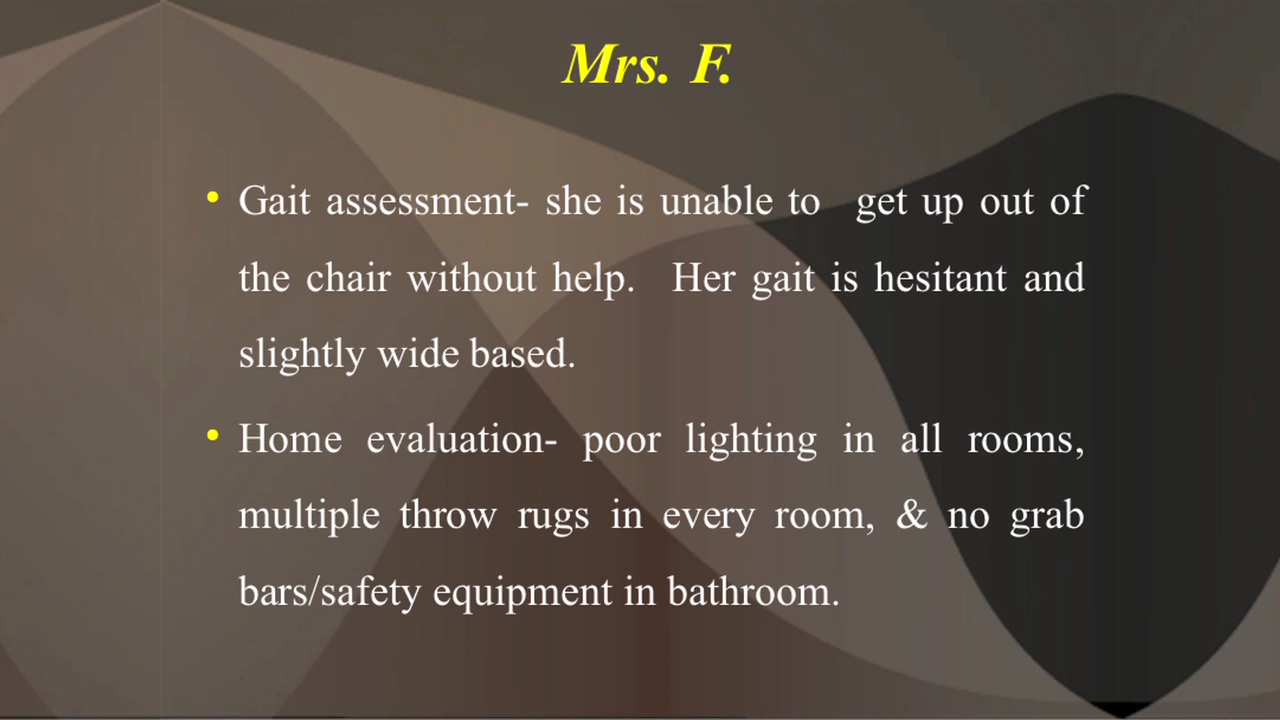 Mrs. F.
• Gait assessment- she is unable to get up out of
the chair without help. Her gait is hesitant and
slightly wide based.
• Home evaluation- poor lighting in all rooms,
multiple throw rugs in every room, & no grab
bars/safety equipment in bathroom.